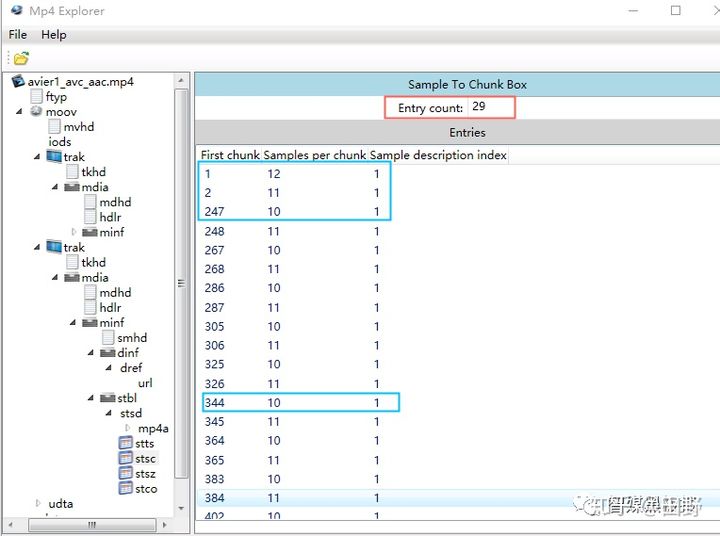 Mp4 Explorer
File Help
avier1_avc_aac.mp4
ftyp
moov
mvhd
iods
trak
tkhd
mdia
mdhd
hdlr
minf
trak
tkhd
mdia
mdhd
hdlr
minf
smhd
dinf
dref
url
stbl
stsd
mp4a
stts
stsc
stsz
stco
udta
Sample To Chunk Box
Entry count: 29
Entries
First chunk Samples per chunk Sample description index
1 12 1
2 11 1
247 10 1
248 11 1
267 10 1
268 11 1
286 10 1
287 11 1
305 10 1
306 11 1
325 10 1
326 11 1
344 10 1
345 11 1
364 10 1
365 11 1
383 10 1
384 11 1
402 10 1